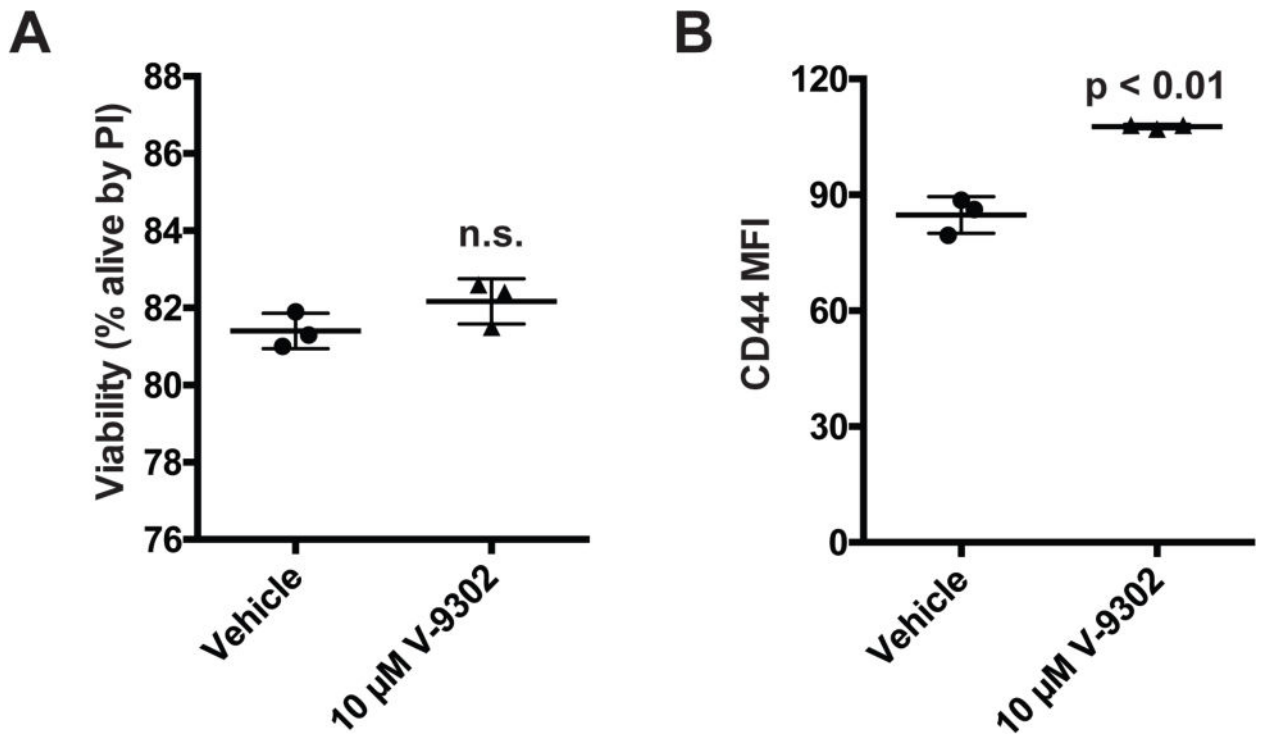 A
Viability (% alive by PI)
88
86
84
82
80
78
76
n.s.
Vehicle
10 µM V-9302
B
CD44 MFI
120
90
60
30
0
p < 0.01
Vehicle
10 µM V-9302